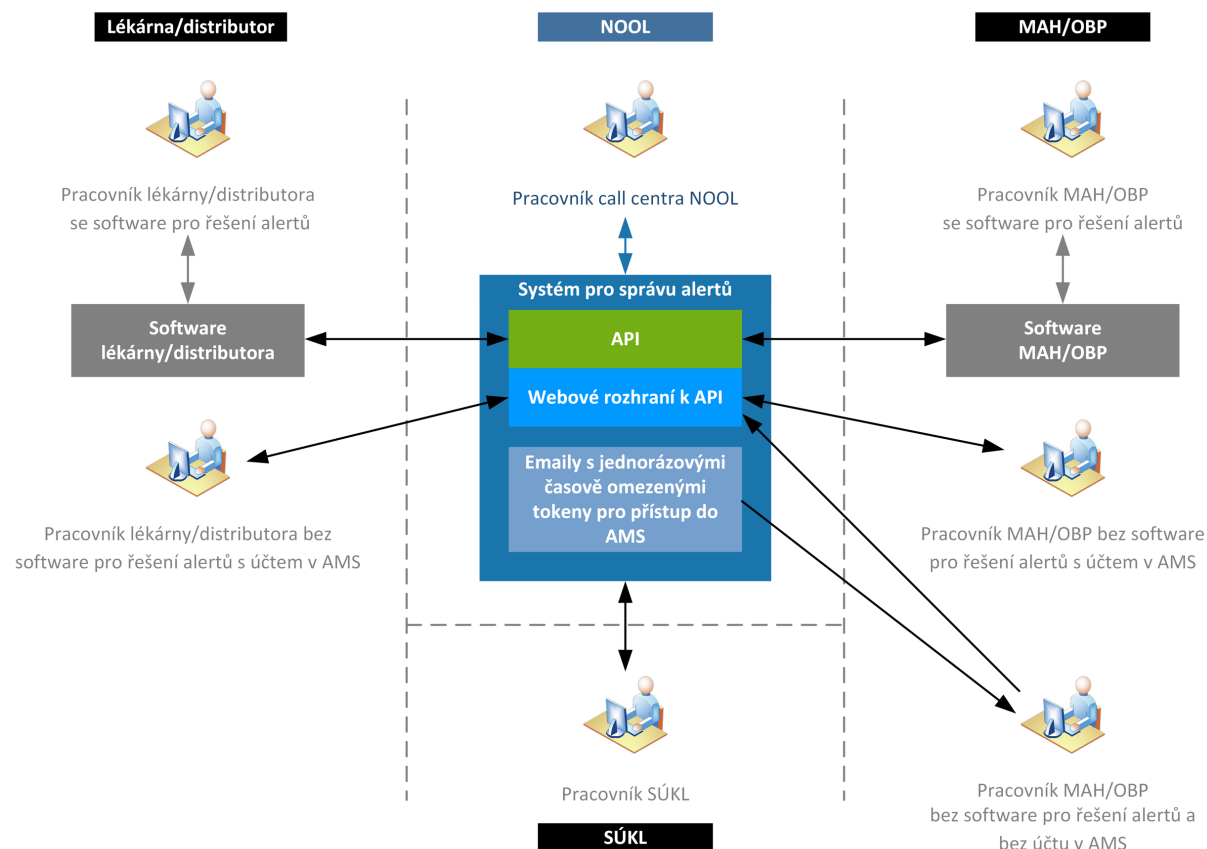 Lékárna/distributor
NOOL
MAH/OBP
Pracovník lékárny/distributora
se software pro řešení alertů
Pracovník call centra NOOL
Pracovník MAH/OBP
se software pro řešení alertů
Systém pro správu alertů
Software
lékárny/distributora
API
Software
MAH/OBP
Webové rozhraní k API
Emaily s jednorázovými
časově omezenými
tokeny pro přístup do
AMS
Pracovník lékárny/distributora bez
software pro řešení alertů s účtem v AMS
Pracovník MAH/OBP bez software
pro řešení alertů s účtem v AMS
Pracovník SÚKL
SÚKL
Pracovník MAH/OBP
bez software pro řešení alertů a
bez účtu v AMS